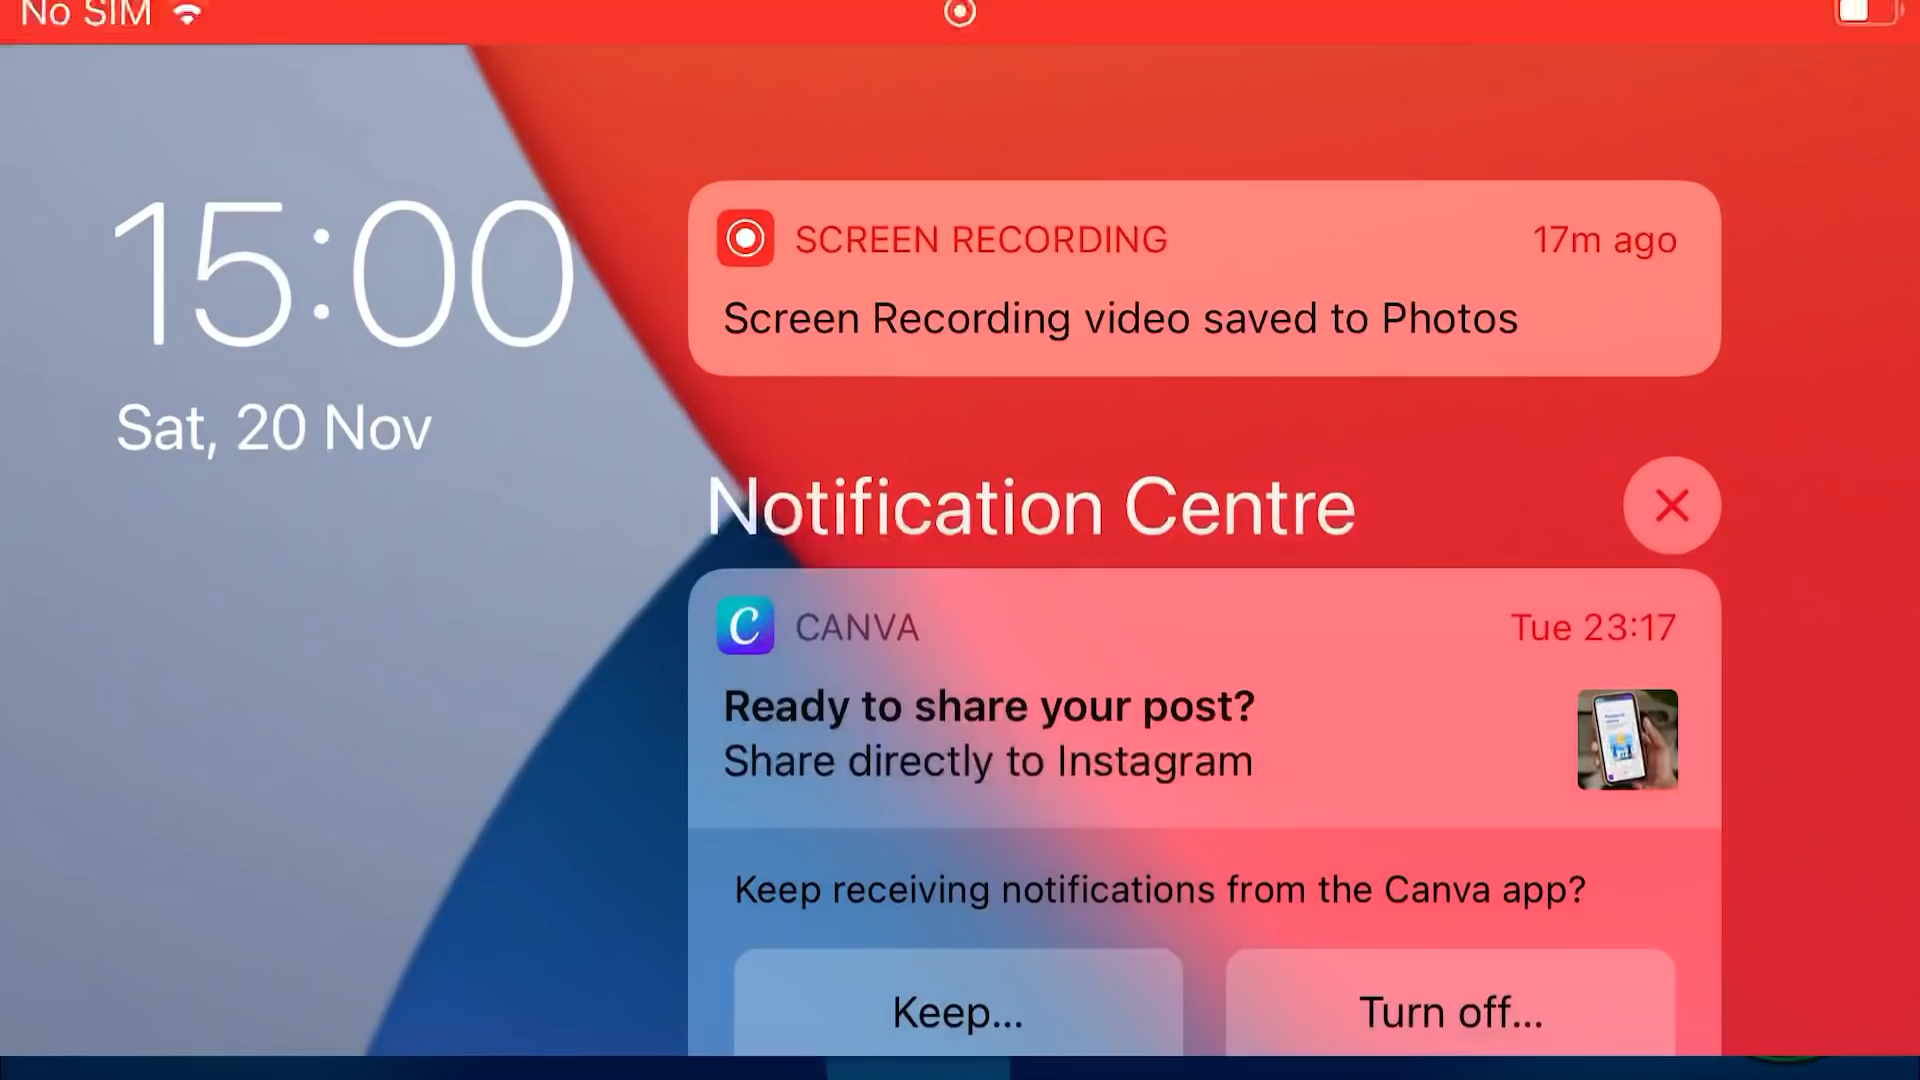 No SIM
15:00
Sat, 20 Nov
SCREEN RECORDING
17m ago
Screen Recording video saved to Photos
Notification Centre
CANVA
Tue 23:17
Ready to share your post?
Share directly to Instagram
Keep receiving notifications from the Canva app?
Keep...
Turn off...